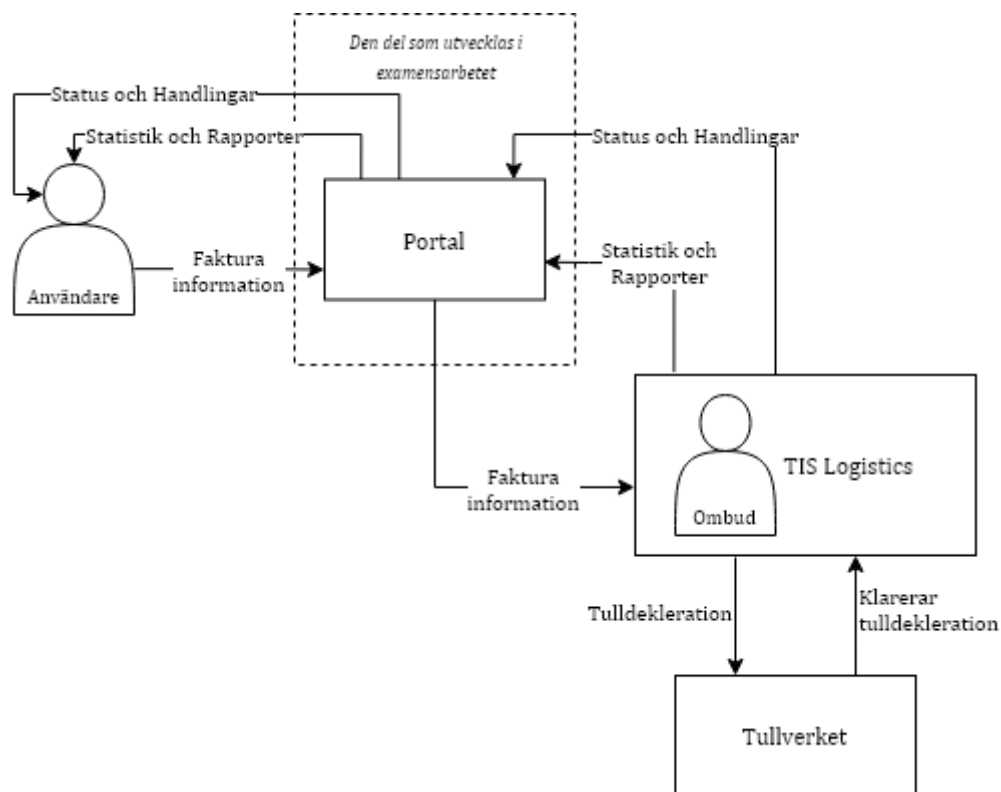 Den del som utvecklas i
examensarbetet
Status och Handlingar
Statistik och Rapporter
Status och Handlingar
Portal
Statistik och
Rapporter
Faktura
information
Användare
TIS Logistics
Faktura
information
Ombud
Tulldekleration
Klarerar
tulldekleration
Tullverket